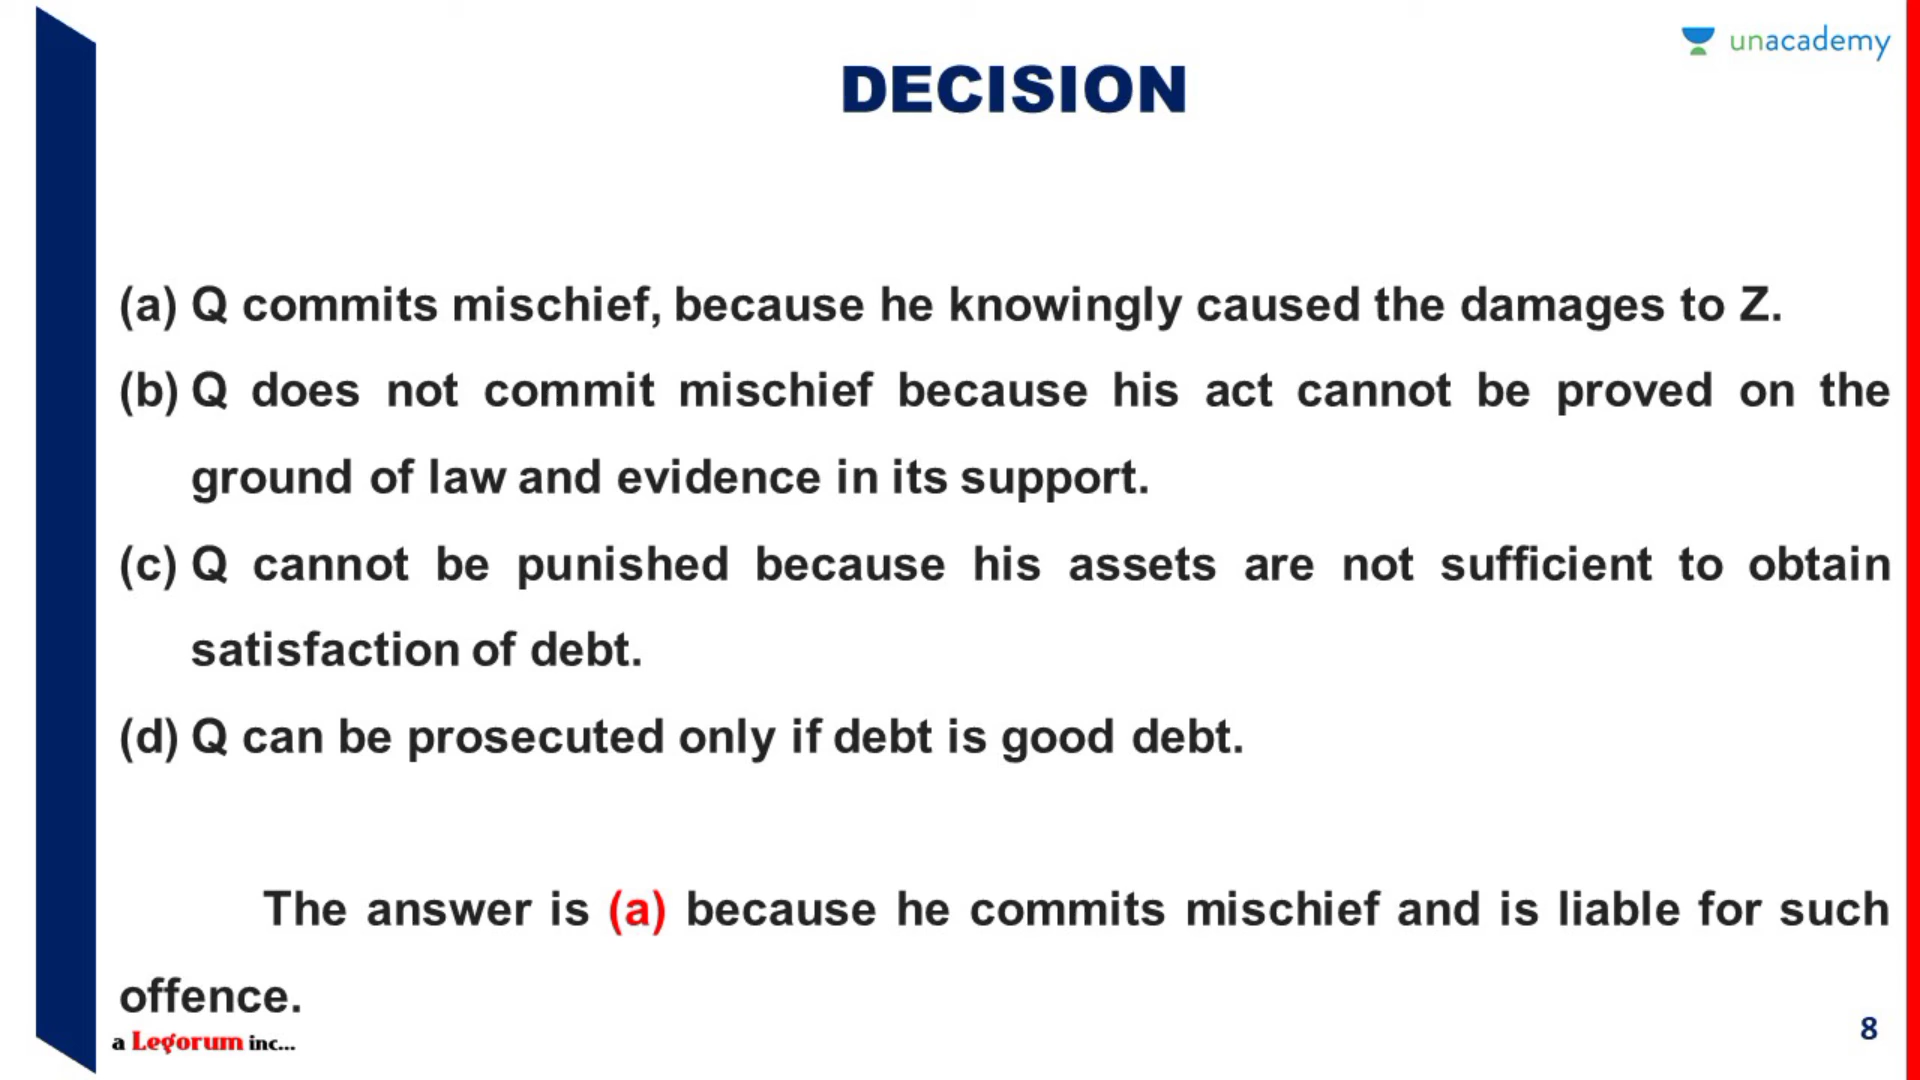 unacademy
DECISION
(a) Q commits mischief, because he knowingly caused the damages to Z.
(b) Q does not commit mischief because his act cannot be proved on the
ground of law and evidence in its support.
(c) Q cannot be punished because his assets are not sufficient to obtain
satisfaction of debt.
(d) Q can be prosecuted only if debt is good debt.
The answer is (a) because he commits mischief and is liable for such
offence.
a Legorum inc...
8